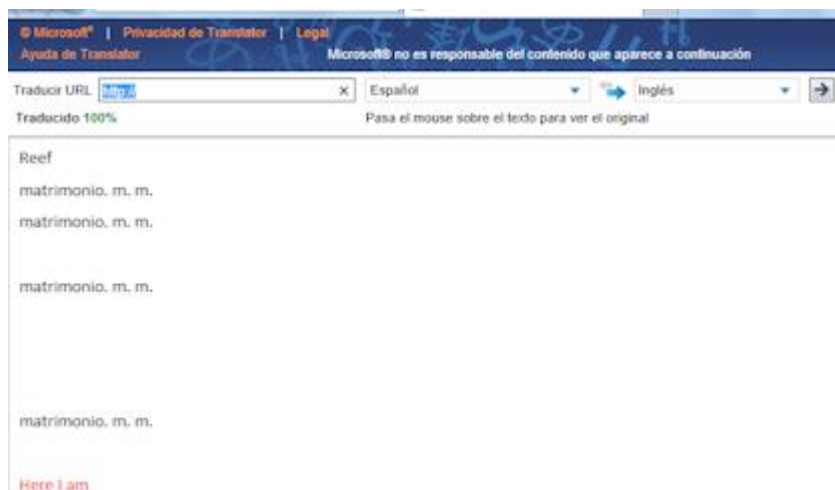 © Microsoft® | Privacidad de Translator | Legal
Ayuda de Translator Microsoft® no es responsable del contenido que aparece a continuación
Traducir URL http:// x Español Inglés
Traducido 100% Pasa el mouse sobre el texto para ver el original
Reef
matrimonio. m. m.
matrimonio. m. m.
matrimonio. m. m.
matrimonio. m. m.
Here i am